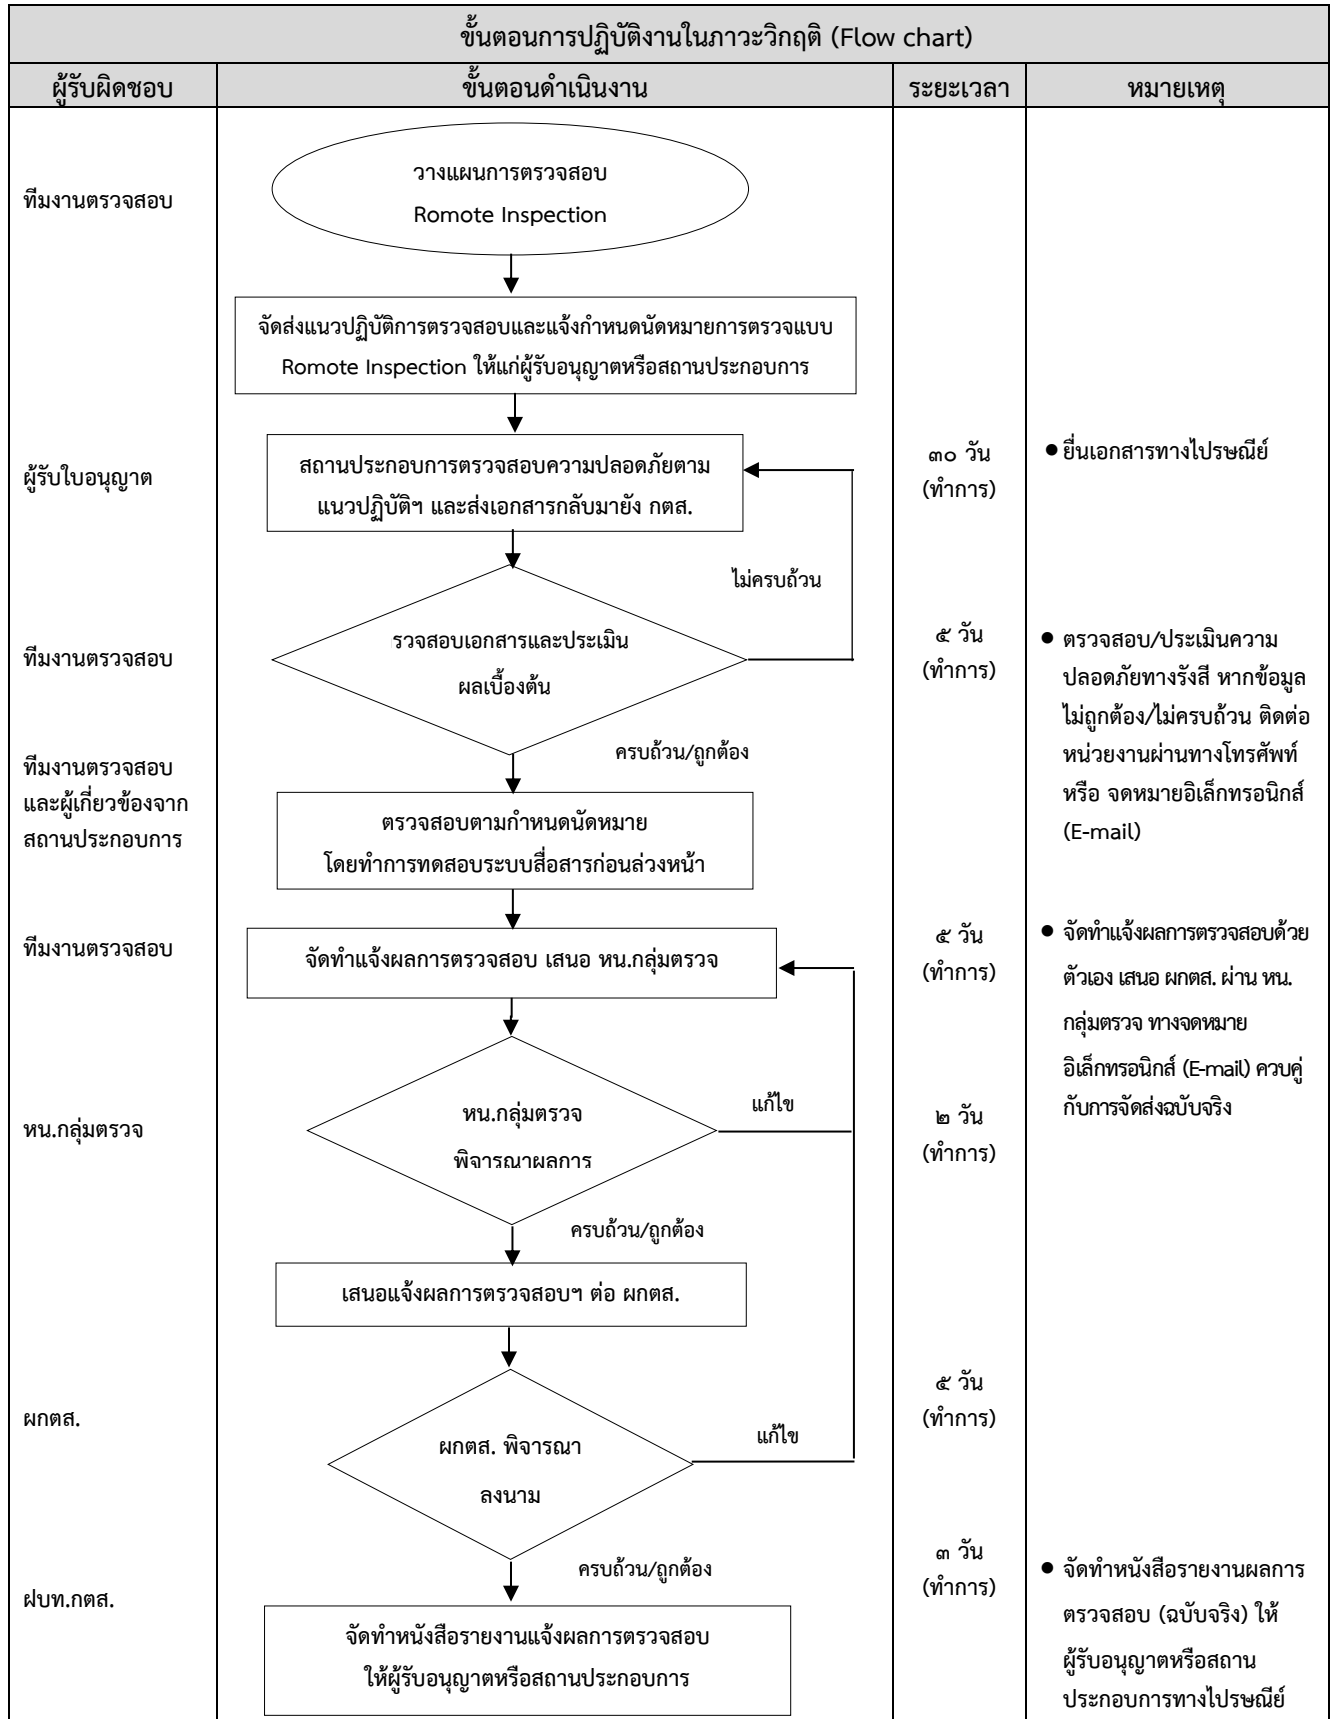 ขั้นตอนการปฏิบัติงานในภาวะวิกฤติ (Flow chart)
ผู้รับผิดชอบ
ขั้นตอนดำเนินงาน
ระยะเวลา
หมายเหตุ
ทีมงานตรวจสอบ
วางแผนการตรวจสอบ
Romote Inspection
จัดส่งแนวปฏิบัติการตรวจสอบและแจ้งกำหนดนัดหมายการตรวจแบบ
Romote Inspection ให้แก่ผู้รับอนุญาตหรือสถานประกอบการ
ผู้รับใบอนุญาต
สถานประกอบการตรวจสอบความปลอดภัยตาม
แนวปฏิบัติฯ และส่งเอกสารกลับมายัง กตส.
๓๐ วัน
(ทำการ)
● ยื่นเอกสารทางไปรษณีย์
ไม่ครบถ้วน
ทีมงานตรวจสอบ
รวจสอบเอกสารและประเมิน
ผลเบื้องต้น
๕ วัน
(ทำการ)
● ตรวจสอบ/ประเมินความ
ปลอดภัยทางรังสี หากข้อมูล
ไม่ถูกต้อง/ไม่ครบถ้วน ติดต่อ
หน่วยงานผ่านทางโทรศัพท์
หรือ จดหมายอิเล็กทรอนิกส์
(E-mail)
ครบถ้วน/ถูกต้อง
ทีมงานตรวจสอบ
และผู้เกี่ยวข้องจาก
สถานประกอบการ
ตรวจสอบตามกำหนดนัดหมาย
โดยทำการทดสอบระบบสื่อสารก่อนล่วงหน้า
ทีมงานตรวจสอบ
จัดทำแจ้งผลการตรวจสอบ เสนอ หน.กลุ่มตรวจ
๕ วัน
(ทำการ)
● จัดทำแจ้งผลการตรวจสอบด้วย
ตัวเอง เสนอ ผกตส. ผ่าน หน.
กลุ่มตรวจ ทางจดหมาย
อิเล็กทรอนิกส์ (E-mail) ควบคู่
กับการจัดส่งฉบับจริง
หน.กลุ่มตรวจ
หน.กลุ่มตรวจ
พิจารณาผลการ
แก้ไข
๒ วัน
(ทำการ)
ครบถ้วน/ถูกต้อง
เสนอแจ้งผลการตรวจสอบฯ ต่อ ผกตส.
ผกตส.
ผกตส. พิจารณา
ลงนาม
แก้ไข
๕ วัน
(ทำการ)
ครบถ้วน/ถูกต้อง
ฝบท.กตส.
จัดทำหนังสือรายงานแจ้งผลการตรวจสอบ
ให้ผู้รับอนุญาตหรือสถานประกอบการ
๓ วัน
(ทำการ)
● จัดทำหนังสือรายงานผลการ
ตรวจสอบ (ฉบับจริง) ให้
ผู้รับอนุญาตหรือสถาน
ประกอบการทางไปรษณีย์